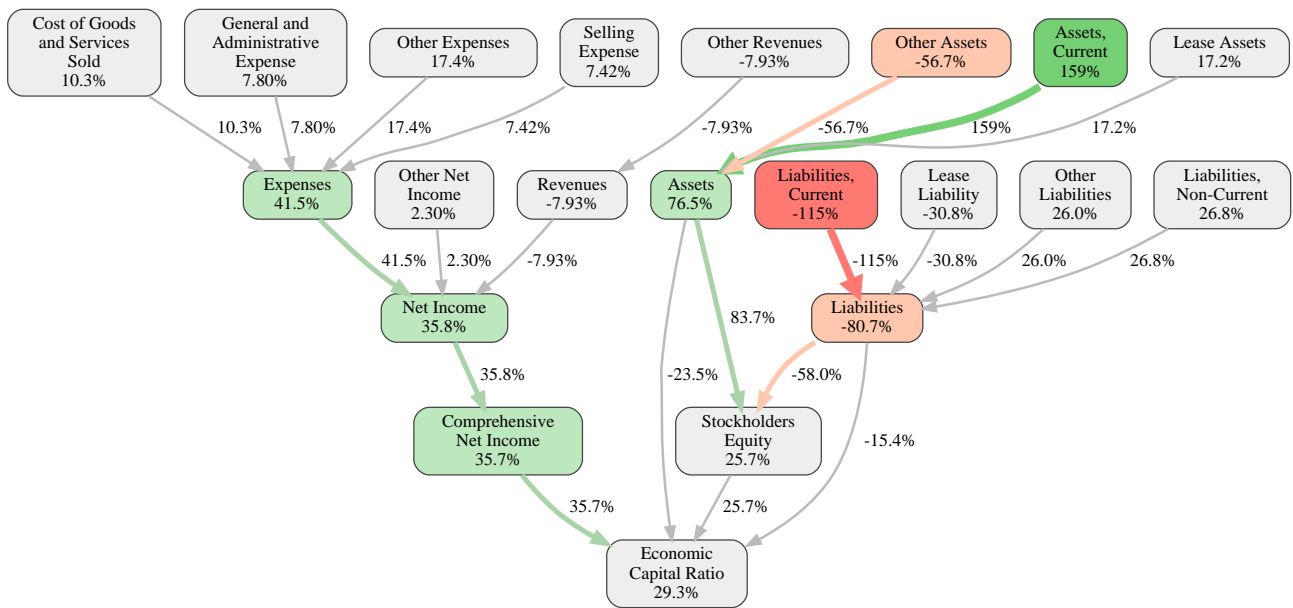 Cost of Goods
and Services
Sold
10.3%
General and
Administrative
Expense
7.80%
Other Expenses
17.4%
Selling
Expense
7.42%
Other Revenues
-7.93%
Other Assets
-56.7%
Assets,
Current
159%
Lease Assets
17.2%
10.3%
7.80%
17.4%
7.42%
-7.93%
-56.7%
159%
17.2%
Expenses
41.5%
Other Net
Income
2.30%
Revenues
-7.93%
Assets
76.5%
Liabilities,
Current
-115%
Lease
Liability
-30.8%
Other
Liabilities
26.0%
Liabilities,
Non-Current
26.8%
41.5%
2.30%
-7.93%
-115%
-30.8%
26.0%
26.8%
Net Income
35.8%
83.7%
Liabilities
-80.7%
35.8%
-23.5%
-58.0%
Comprehensive
Net Income
35.7%
Stockholders
Equity
25.7%
-15.4%
35.7%
25.7%
Economic
Capital Ratio
29.3%